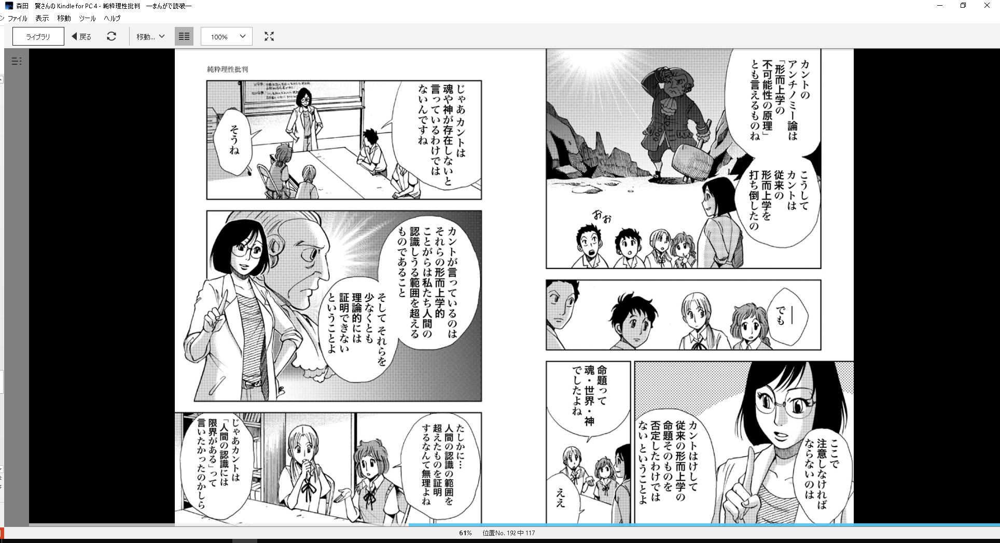 森田　賢さんの Kindle for PC 4 - 純粋理性批判　―まんがで読破―
ファイル　表示　移動　ツール　ヘルプ
ライブラリ　戻る　移動...　100%
カントの
アンチノミー論は
「形而上学の
不可能性の原理」
とも言えるものね
こうして
カントは
従来の
形而上学を
打ち倒したの
おお
―
でも
ここで
注意しなければ
ならないのは
カントはけして
従来の形而上学の
命題そのものを
否定したわけでは
ない ということよ
命題って
魂・世界・神
でしたよね
ええ
純粋理性批判
じゃあ カントは
魂や神が存在しないと
言っているわけでは
ないんですね
そうね
カントが言っているのは
それらの形而上学的
ことがらは私たち人間の
認識しうる範囲を超える
ものであること
そして それらを
少なくとも
理論的には
証明できない
ということよ
たしかに…
人間の認識の範囲を
超えたものを証明
するなんて無理よね
じゃあカントは
「人間の認識には
限界がある」って
言いたかったのかしら
61%　位置No. 192 中 117